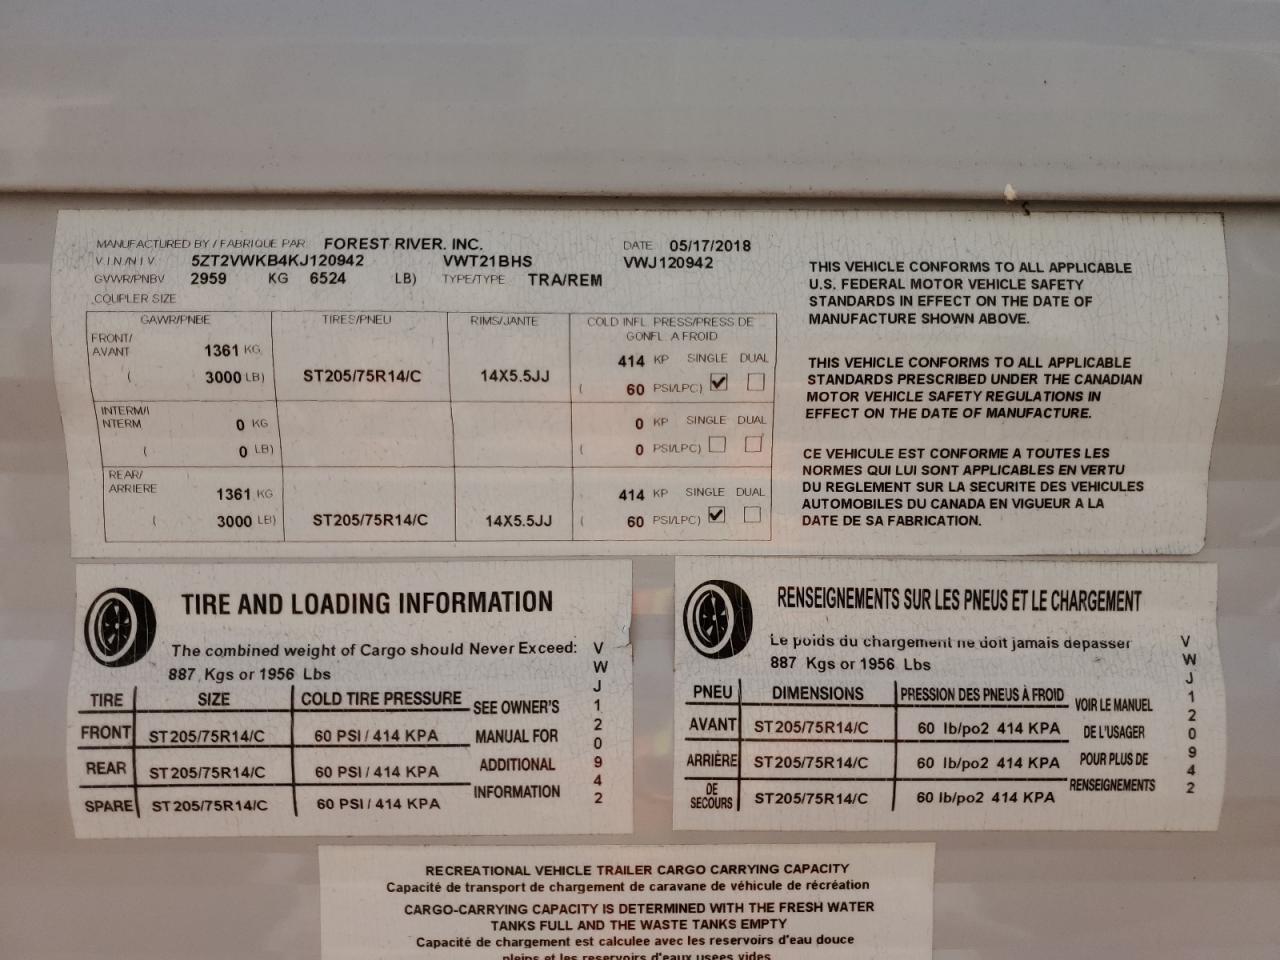 MANUFACTURED BY / FABRIQUE PAR FOREST RIVER, INC. DATE 05/17/2018
VIN/NIV 5ZT2VWKB4KJ120942 VWT21BHS VWJ120942
GVWR/PNBV 2959 KG 6524 LB) TYPE/TYPE TRA/REM
COUPLER SIZE
GAWR/PNBE TIRES/PNEU RIMS/JANTE COLD INFL. PRESS/PRESS DE
GONFL. A FROID
FRONT/
AVANT 1361 KG 414 KP SINGLE DUAL
( 3000 LB) ST205/75R14/C 14X5.5JJ ( 60 PSI/LPC)
INTERM/I
NTERM 0 KG 0 KP SINGLE DUAL
( 0 LB) ( 0 PSI/LPC)
REAR/
ARRIERE 1361 KG 414 KP SINGLE DUAL
( 3000 LB) ST205/75R14/C 14X5.5JJ ( 60 PSI/LPC)
THIS VEHICLE CONFORMS TO ALL APPLICABLE
U.S. FEDERAL MOTOR VEHICLE SAFETY
STANDARDS IN EFFECT ON THE DATE OF
MANUFACTURE SHOWN ABOVE.
THIS VEHICLE CONFORMS TO ALL APPLICABLE
STANDARDS PRESCRIBED UNDER THE CANADIAN
MOTOR VEHICLE SAFETY REGULATIONS IN
EFFECT ON THE DATE OF MANUFACTURE.
CE VEHICULE EST CONFORME A TOUTES LES
NORMES QUI LUI SONT APPLICABLES EN VERTU
DU REGLEMENT SUR LA SECURITE DES VEHICULES
AUTOMOBILES DU CANADA EN VIGUEUR A LA
DATE DE SA FABRICATION.
TIRE AND LOADING INFORMATION
The combined weight of Cargo should Never Exceed:
887 Kgs or 1956 Lbs
TIRE SIZE COLD TIRE PRESSURE
FRONT ST205/75R14/C 60 PSI / 414 KPA
REAR ST205/75R14/C 60 PSI / 414 KPA
SPARE ST205/75R14/C 60 PSI / 414 KPA
SEE OWNER'S
MANUAL FOR
ADDITIONAL
INFORMATION
VWJ120942
RENSEIGNEMENTS SUR LES PNEUS ET LE CHARGEMENT
Le poids du chargement ne doit jamais depasser
887 Kgs or 1956 Lbs
PNEU DIMENSIONS PRESSION DES PNEUS À FROID
AVANT ST205/75R14/C 60 lb/po2 414 KPA
ARRIÈRE ST205/75R14/C 60 lb/po2 414 KPA
DE
SECOURS ST205/75R14/C 60 lb/po2 414 KPA
VOIR LE MANUEL
DE L'USAGER
POUR PLUS DE
RENSEIGNEMENTS
VWJ120942
RECREATIONAL VEHICLE TRAILER CARGO CARRYING CAPACITY
Capacité de transport de chargement de caravane de véhicule de récréation
CARGO-CARRYING CAPACITY IS DETERMINED WITH THE FRESH WATER
TANKS FULL AND THE WASTE TANKS EMPTY
Capacité de chargement est calculee avec les reservoirs d'eau douce
pleins et les reservoirs d'eaux usees vides